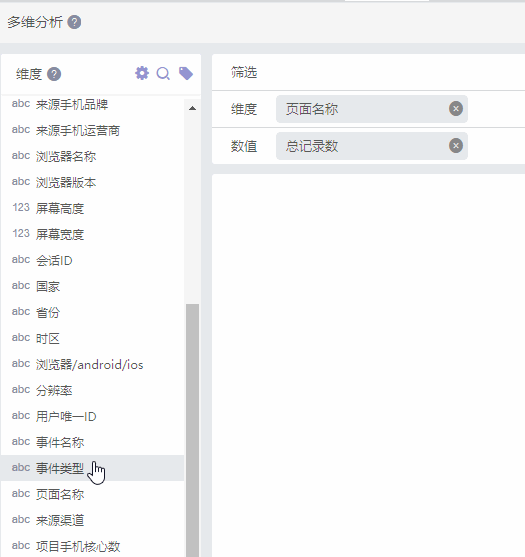 多维分析 ?
维度 ?
abc 来源手机品牌
abc 来源手机运营商
abc 浏览器名称
abc 浏览器版本
123 屏幕高度
123 屏幕宽度
abc 会话ID
abc 国家
abc 省份
abc 时区
abc 浏览器/android/ios
abc 分辨率
abc 用户唯一ID
abc 事件名称
abc 事件类型
abc 页面名称
abc 来源渠道
abc 项目手机核心数
筛选
维度 页面名称
数值 总记录数